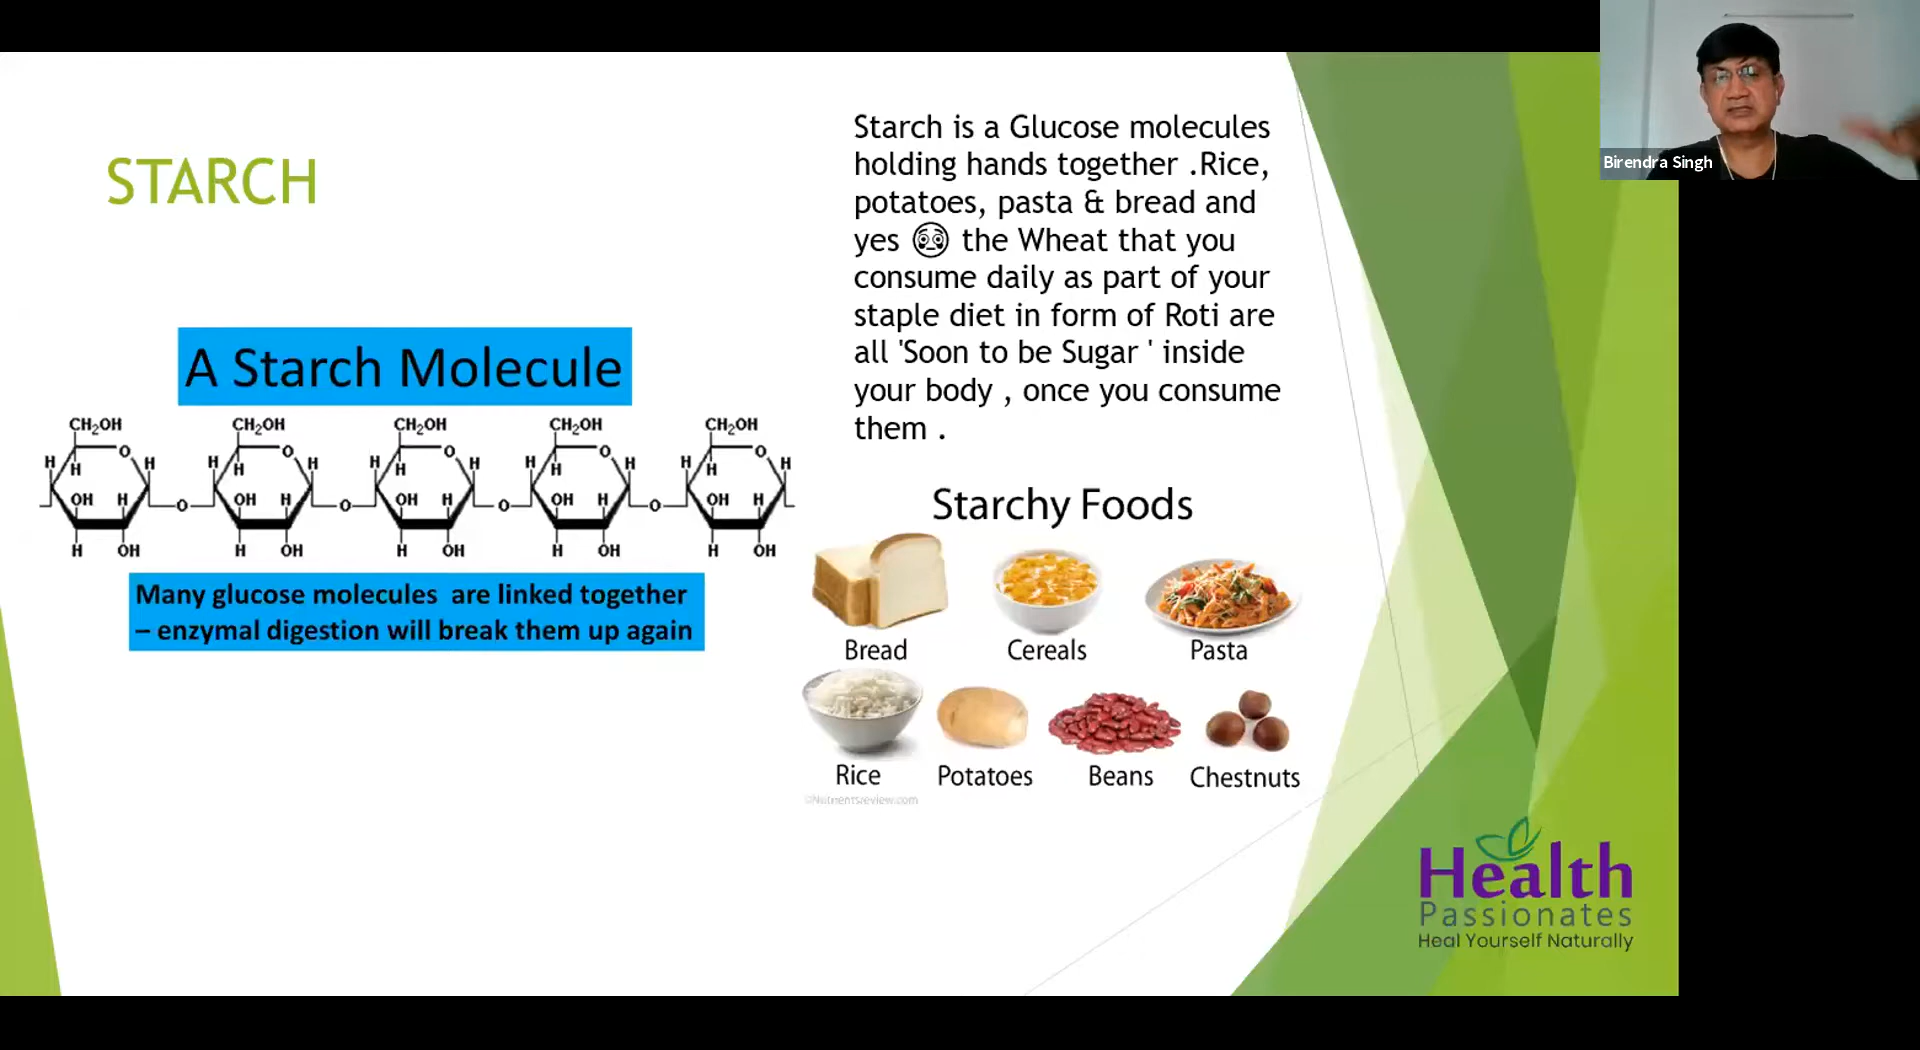 STARCH
A Starch Molecule
CH2OH CH2OH CH2OH CH2OH CH2OH
O O O O O
H H H H H H H H H H
H H H H H
OH H OH H OH H OH H OH H
O O O O
H OH H OH H OH H OH H OH
Many glucose molecules are linked together
– enzymal digestion will break them up again
Starch is a Glucose molecules
holding hands together .Rice,
potatoes, pasta & bread and
yes 😳 the Wheat that you
consume daily as part of your
staple diet in form of Roti are
all 'Soon to be Sugar ' inside
your body , once you consume
them .
Starchy Foods
Bread Cereals Pasta
Rice Potatoes Beans Chestnuts
©Nutrientsreview.com
Health
Passionates
Heal Yourself Naturally
Birendra Singh